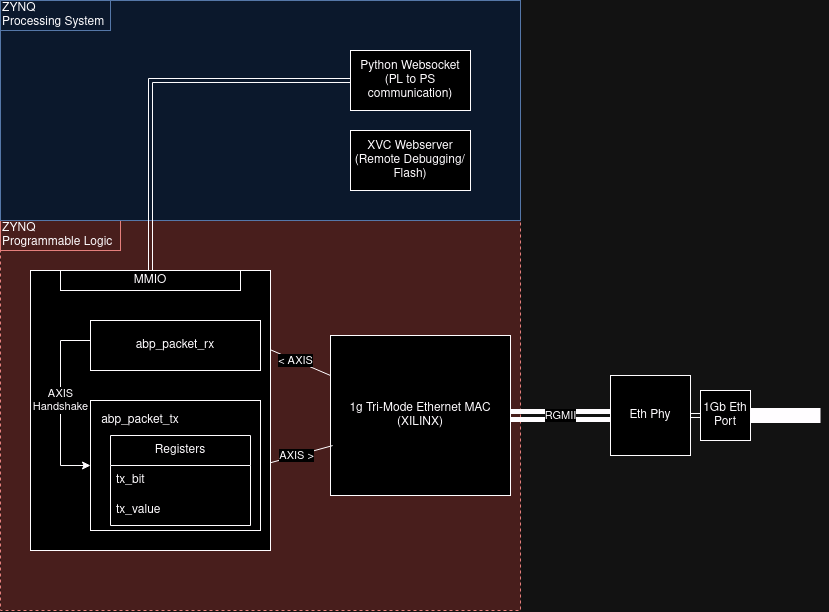 ZYNQ
Processing System
Python Websocket
(PL to PS
communication)
XVC Webserver
(Remote Debugging/
Flash)
ZYNQ
Programmable Logic
MMIO
abp_packet_rx
< AXIS
AXIS
Handshake
abp_packet_tx
Registers
tx_bit
tx_value
AXIS >
1g Tri-Mode Ethernet MAC
(XILINX)
RGMII
Eth Phy
1Gb Eth
Port